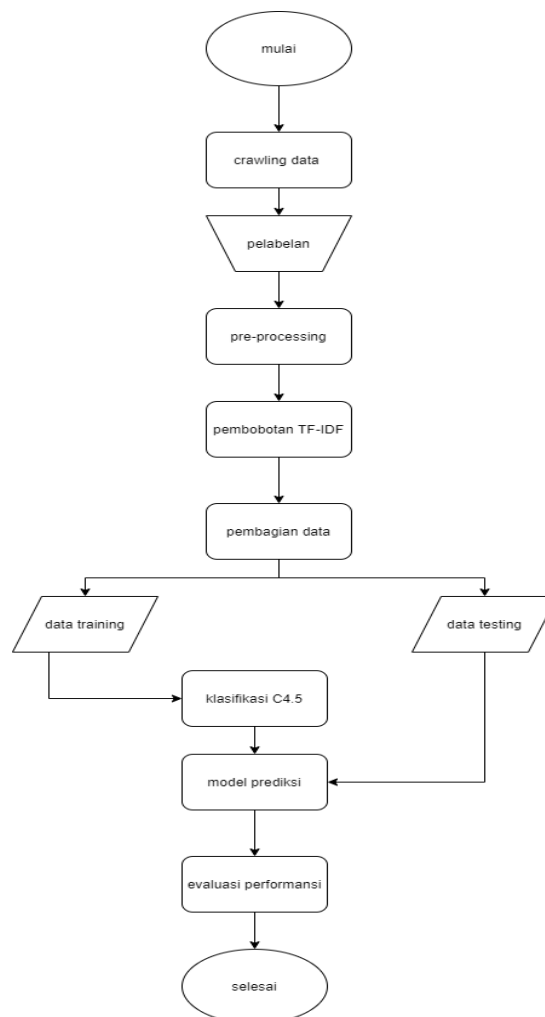 mulai
crawling data
pelabelan
pre-processing
pembobotan TF-IDF
pembagian data
data training
data testing
klasifikasi C4.5
model prediksi
evaluasi performansi
selesai